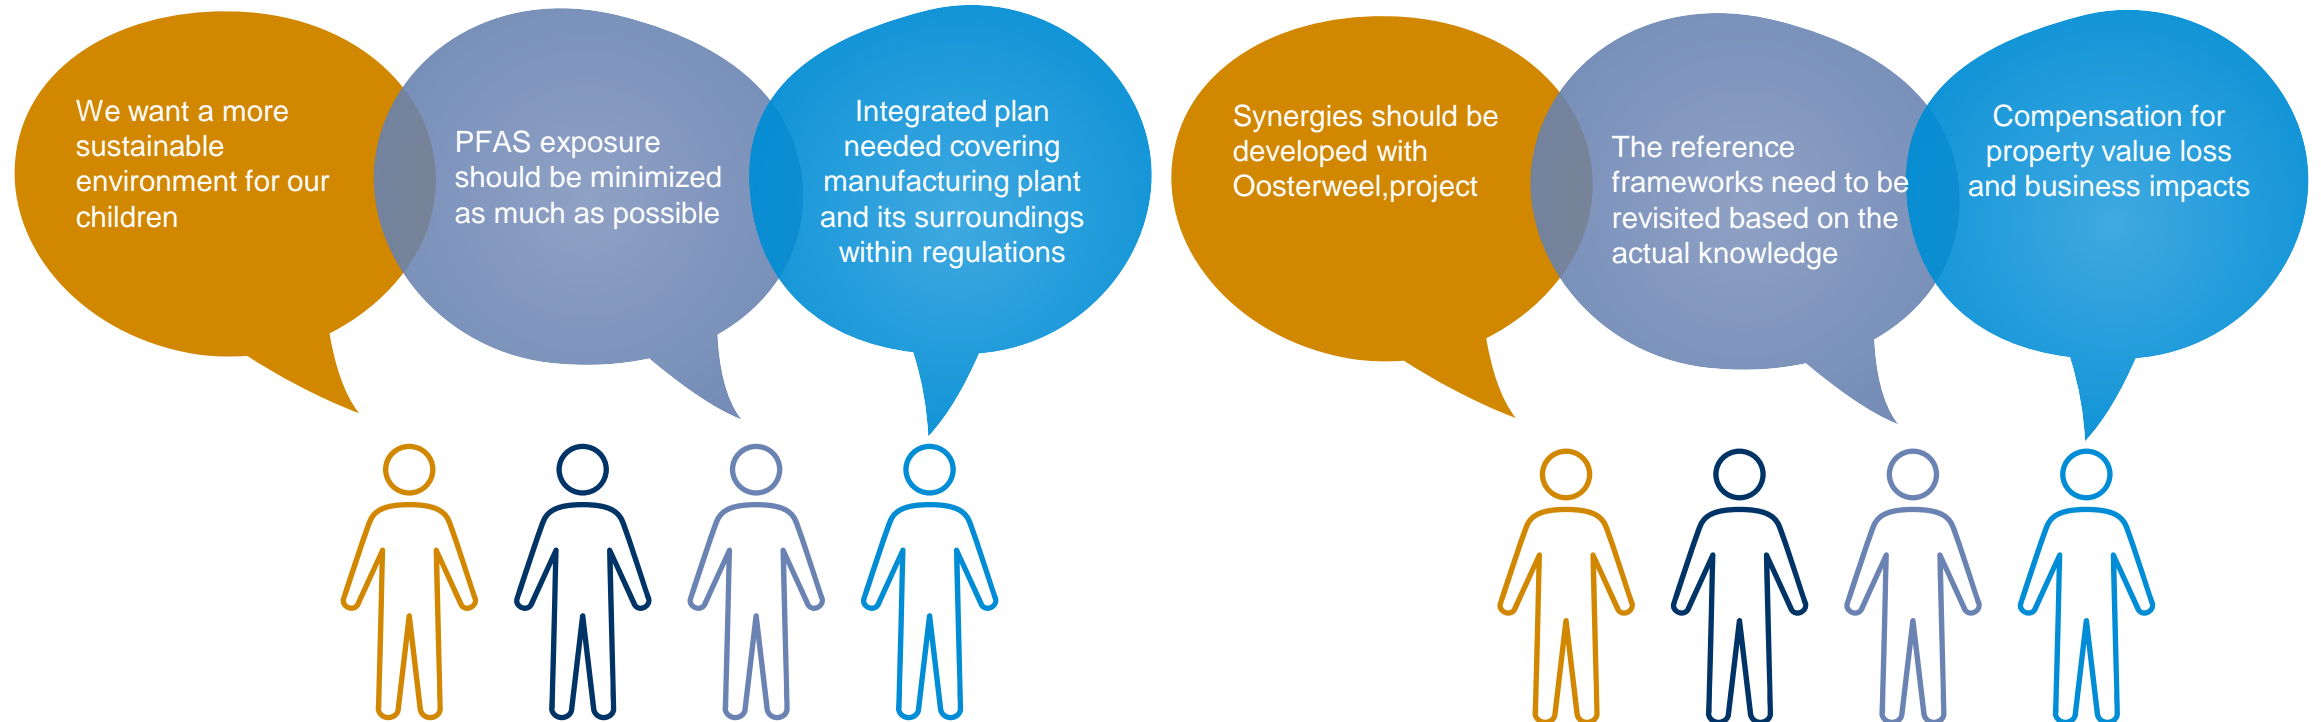 We want a more
sustainable
environment for our
children
PFAS exposure
should be minimized
as much as possible
Integrated plan
needed covering
manufacturing plant
and its surroundings
within regulations
Synergies should be
developed with
Oosterweel,project
The reference
frameworks need to be
revisited based on the
actual knowledge
Compensation for
property value loss
and business impacts